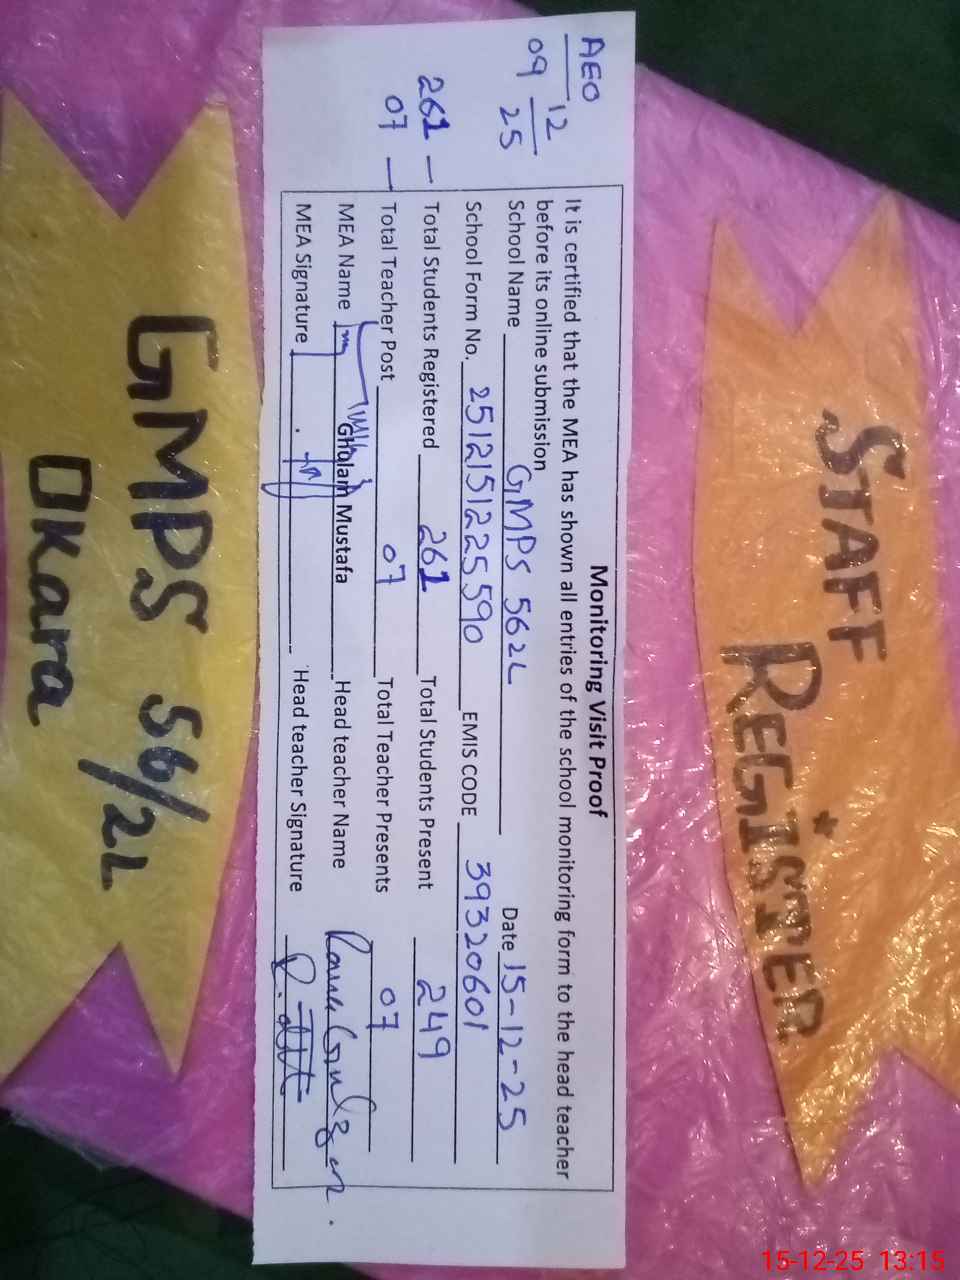 STAFF
REGISTER
AEO
09 12 25
261 —
07 —
Monitoring Visit Proof
It is certified that the MEA has shown all entries of the school monitoring form to the head teacher
before its online submission
School Name GMPS 562L Date 15-12-25
School Form No. 2512151225590 EMIS CODE 39320601
Total Students Registered 261 Total Students Present 249
Total Teacher Post 07 Total Teacher Presents 07
MEA Name Ghulam Mustafa Head teacher Name
MEA Signature Head teacher Signature
GMPS 56/2L
Okara
15-12-25 13:15